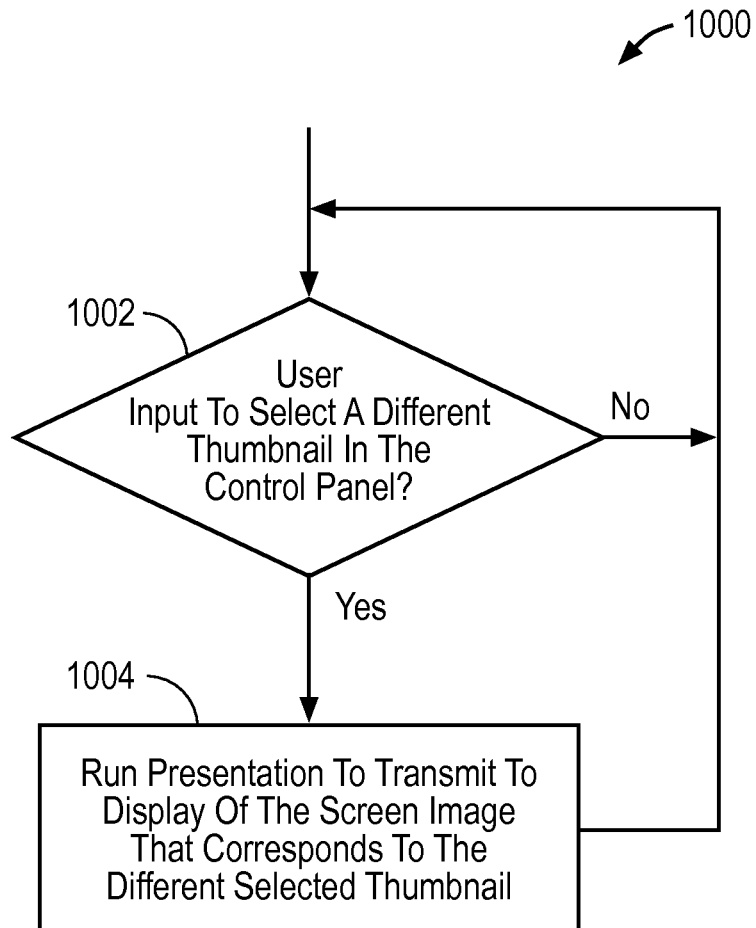 1000
1002
User
Input To Select A Different
Thumbnail In The
Control Panel?
No
Yes
1004
Run Presentation To Transmit To
Display Of The Screen Image
That Corresponds To The
Different Selected Thumbnail